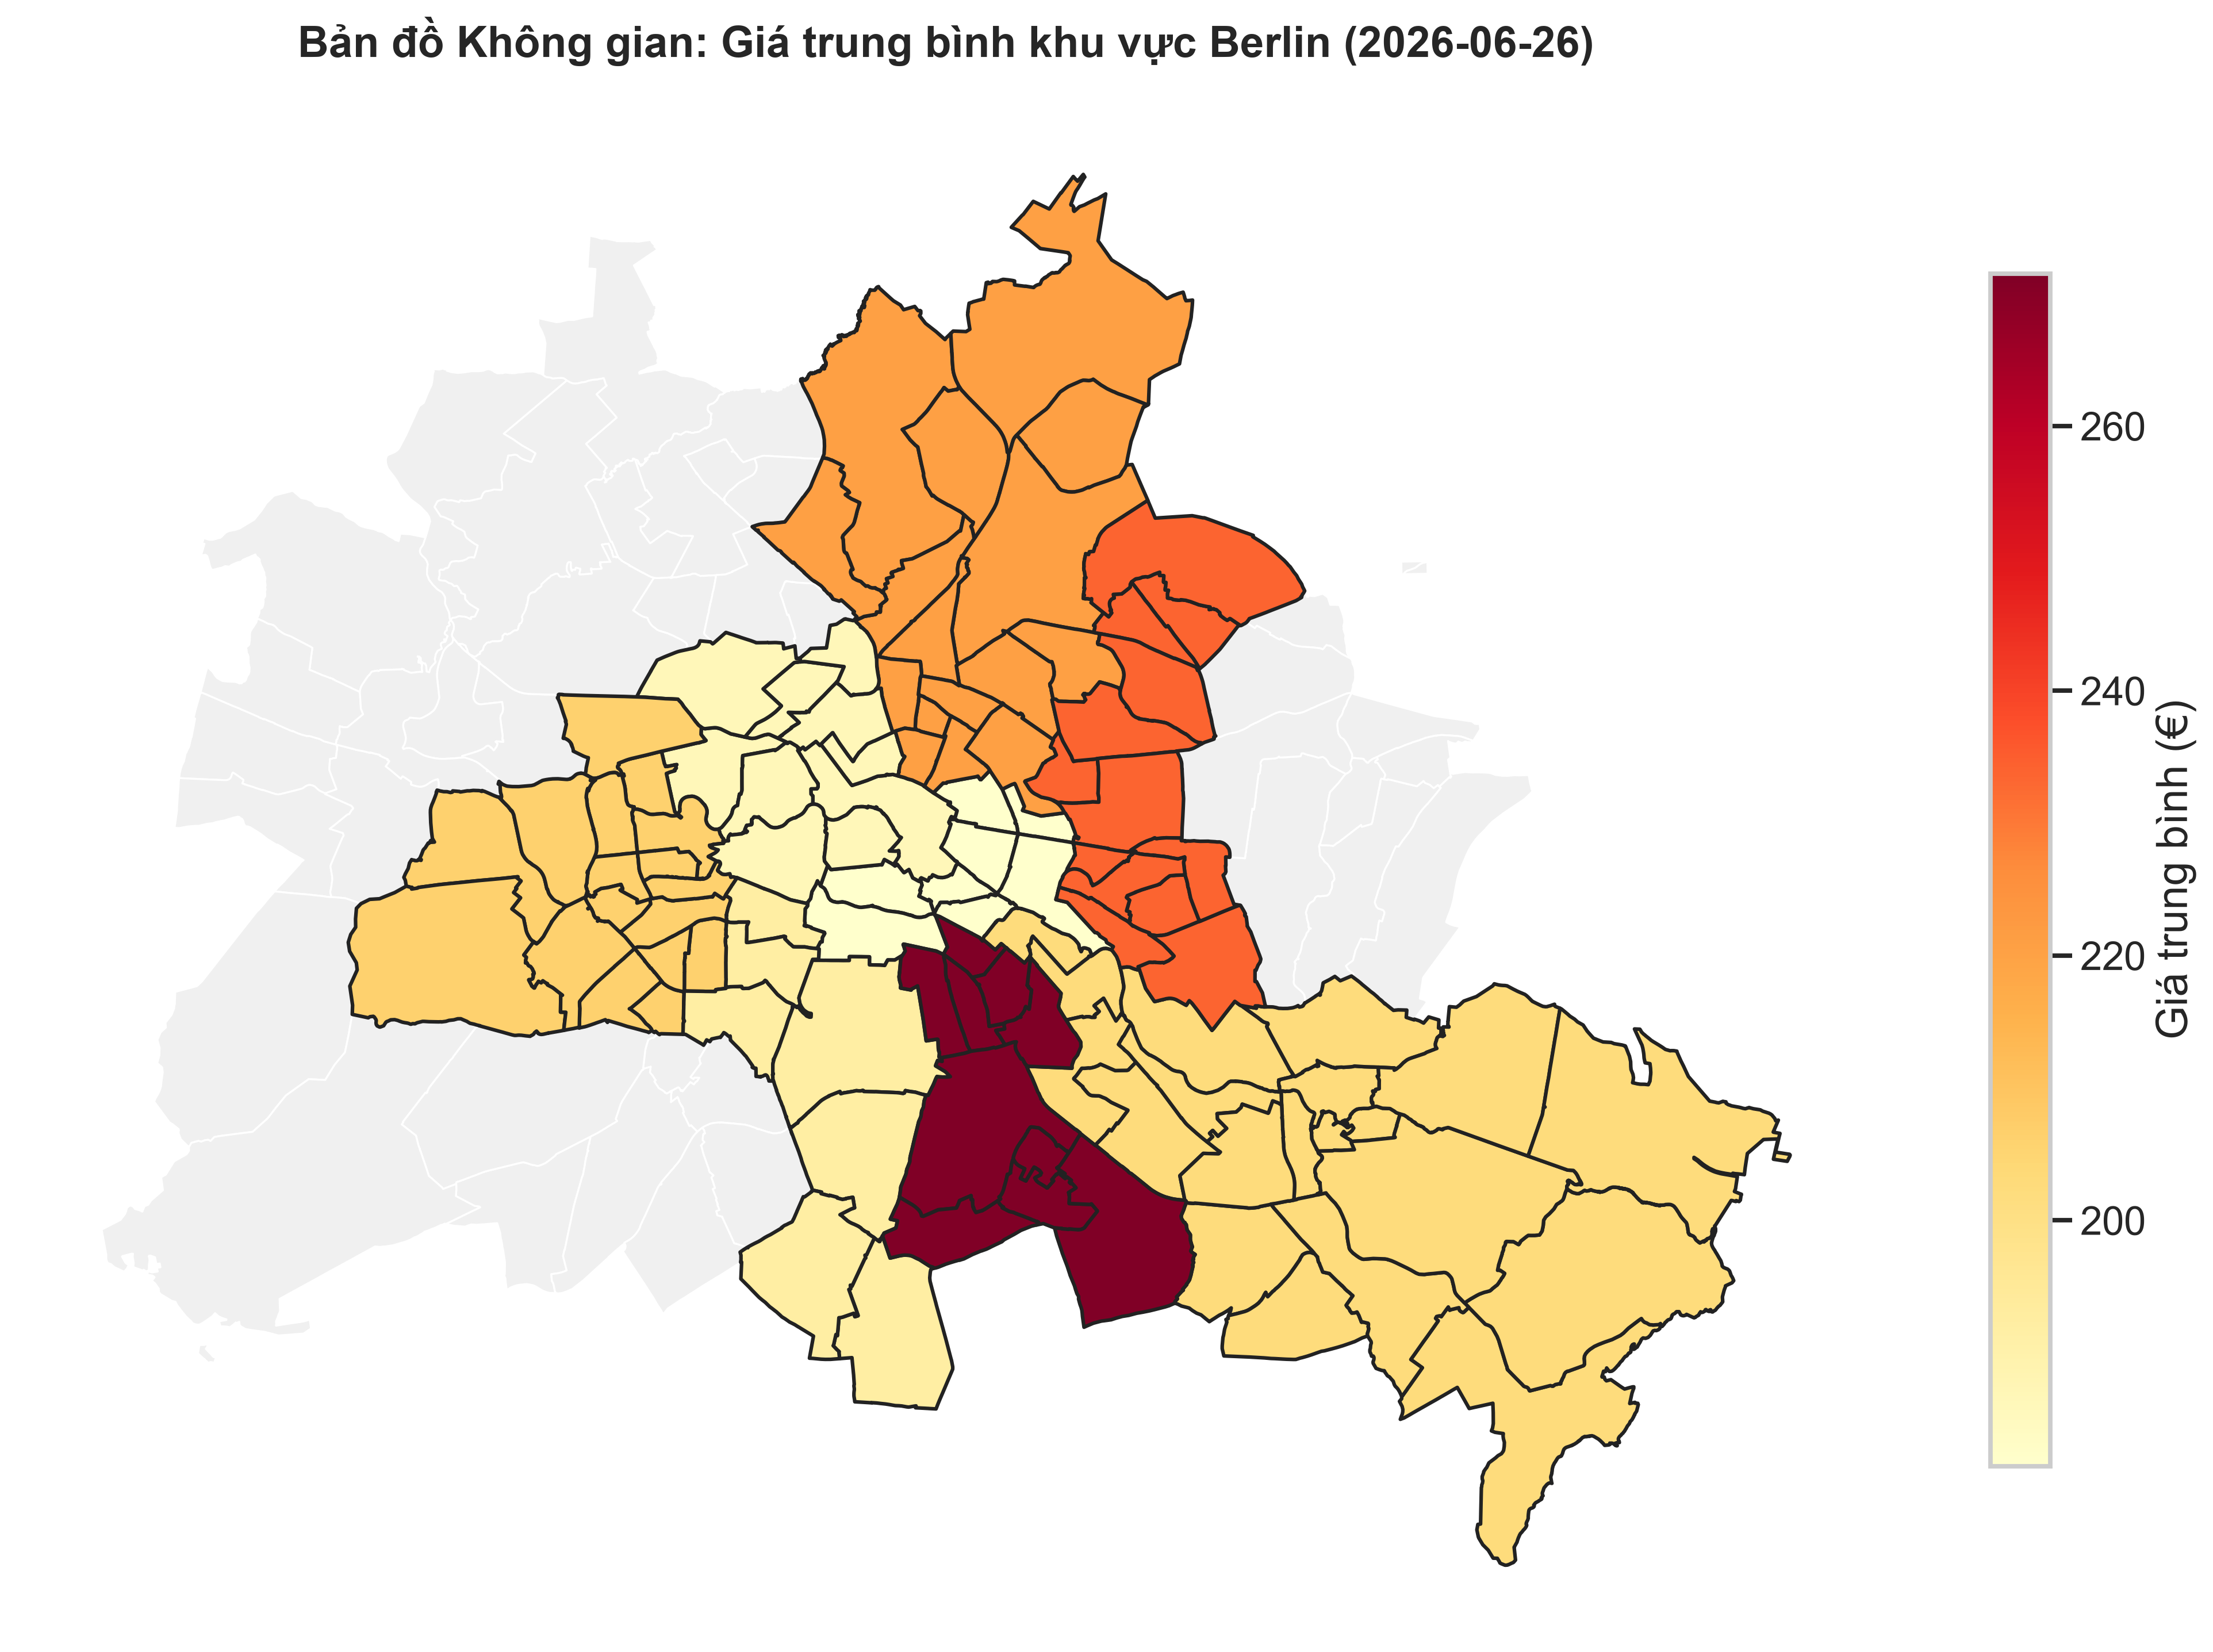 Bản đồ Không gian: Giá trung bình khu vực Berlin (2026-06-26)
260
240
220
200
Giá trung bình (€)